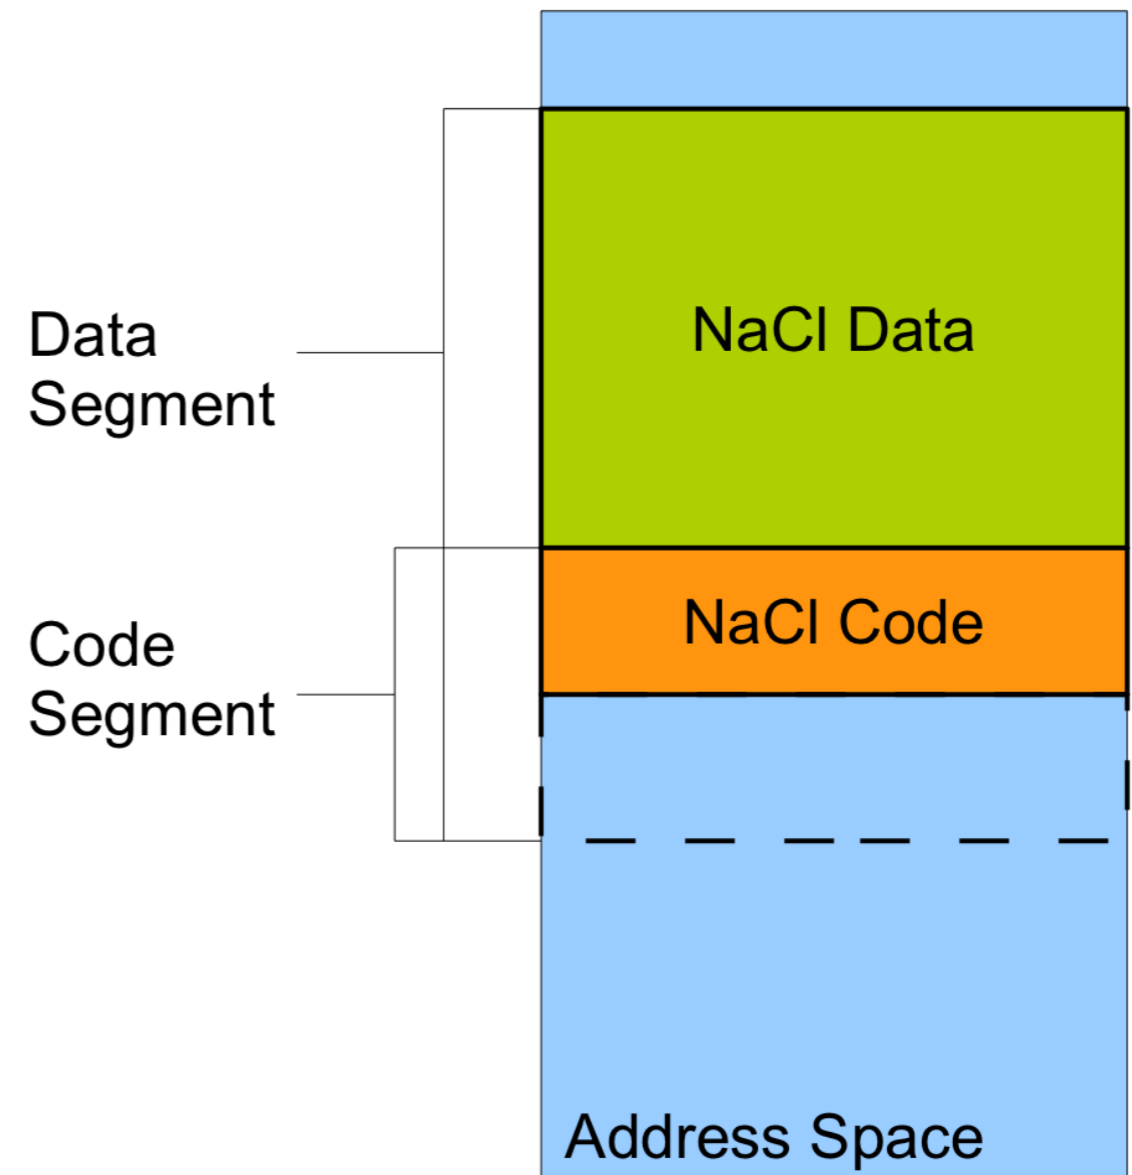 Data
Segment
NaCl Data
Code
Segment
NaCl Code
Address Space